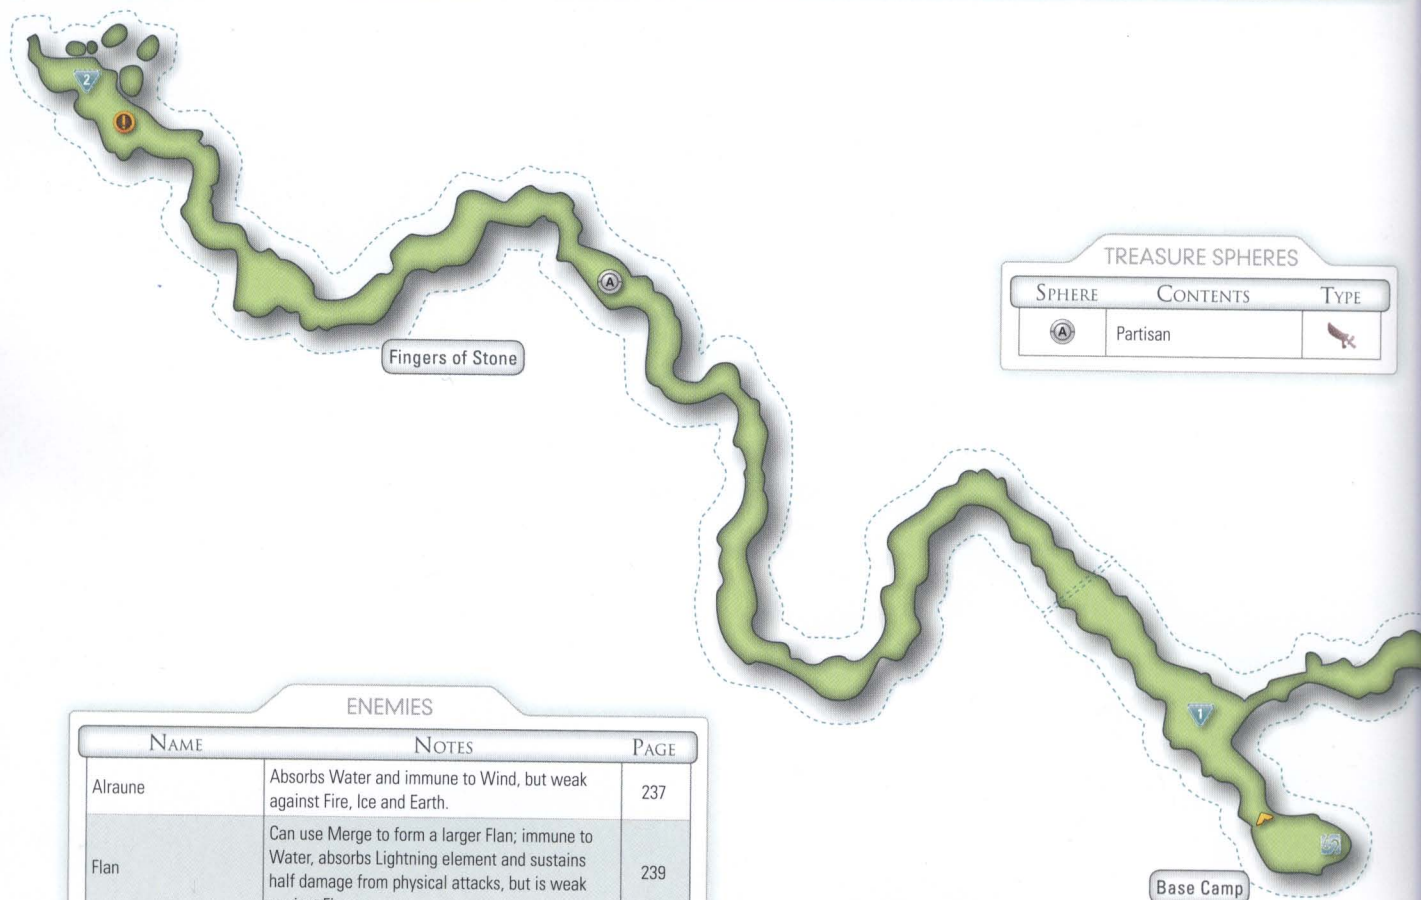 2
!
A
Fingers of Stone
TREASURE SPHERES
SPHERE CONTENTS TYPE
A Partisan
1
Base Camp
ENEMIES
NAME NOTES PAGE
Alraune Absorbs Water and immune to Wind, but weak against Fire, Ice and Earth. 237
Flan Can use Merge to form a larger Flan; immune to
Water, absorbs Lightning element and sustains
half damage from physical attacks, but is weak 239